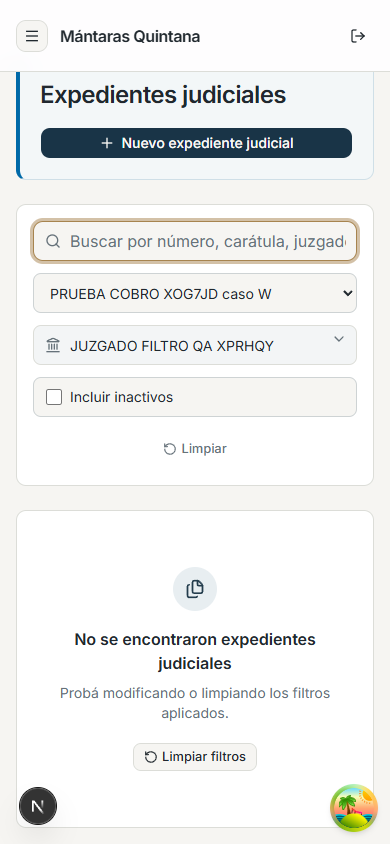 Mántaras Quintana
Expedientes judiciales
Nuevo expediente judicial
Buscar por número, carátula, juzgad
PRUEBA COBRO XOG7JD caso W
JUZGADO FILTRO QA XPRHQY
Incluir inactivos
Limpiar
No se encontraron expedientes
judiciales
Probá modificando o limpiando los filtros
aplicados.
Limpiar filtros
N